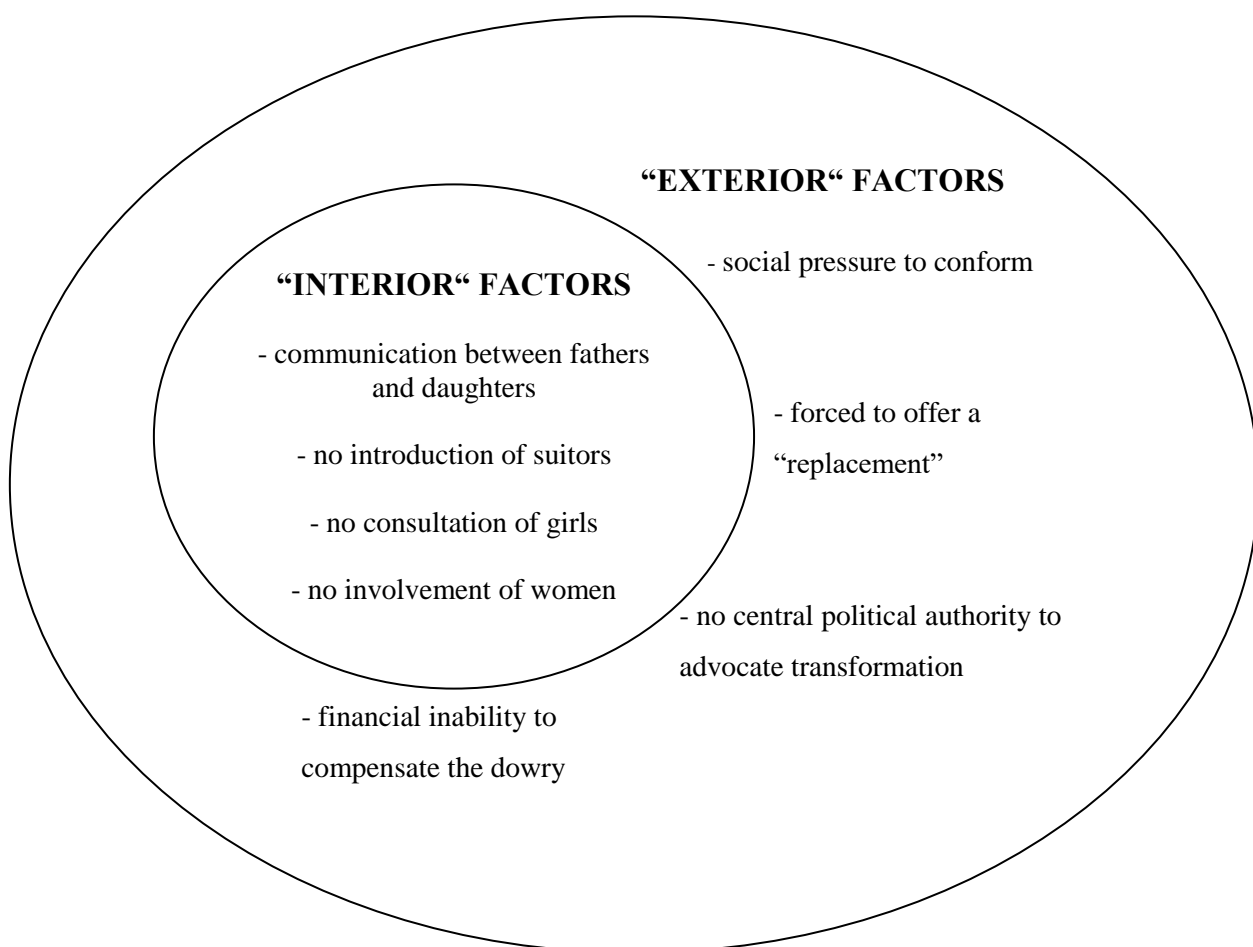 “EXTERIOR“ FACTORS
- social pressure to conform
“INTERIOR“ FACTORS
- communication between fathers
and daughters
- no introduction of suitors
- no consultation of girls
- no involvement of women
- forced to offer a
“replacement”
- no central political authority to
advocate transformation
- financial inability to
compensate the dowry